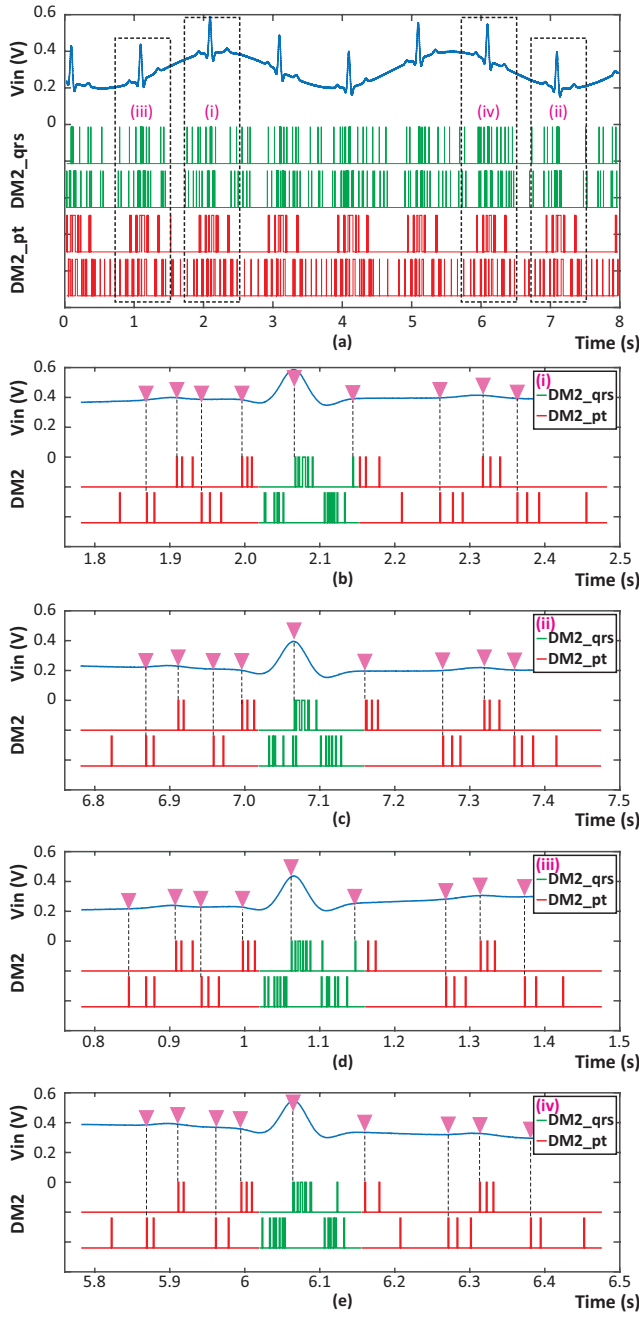 0.6
0.4
0.2
0
Vin (V)
(iii)
(i)
(iv)
(ii)
DM2_qrs
DM2_pt
0 1 2 3 4 5 6 7 8
(a)
Time (s)
0.6
0.4
0.2
0
Vin (V)
(i)
DM2_qrs
DM2_pt
DM2
1.8 1.9 2.0 2.1 2.2 2.3 2.4 2.5
(b)
Time (s)
0.6
0.4
0.2
0
Vin (V)
(ii)
DM2_qrs
DM2_pt
DM2
6.8 6.9 7.0 7.1 7.2 7.3 7.4 7.5
(c)
Time (s)
0.6
0.4
0.2
0
Vin (V)
(iii)
DM2_qrs
DM2_pt
DM2
0.8 0.9 1 1.1 1.2 1.3 1.4 1.5
(d)
Time (s)
0.6
0.4
0.2
0
Vin (V)
(iv)
DM2_qrs
DM2_pt
DM2
5.8 5.9 6 6.1 6.2 6.3 6.4 6.5
(e)
Time (s)